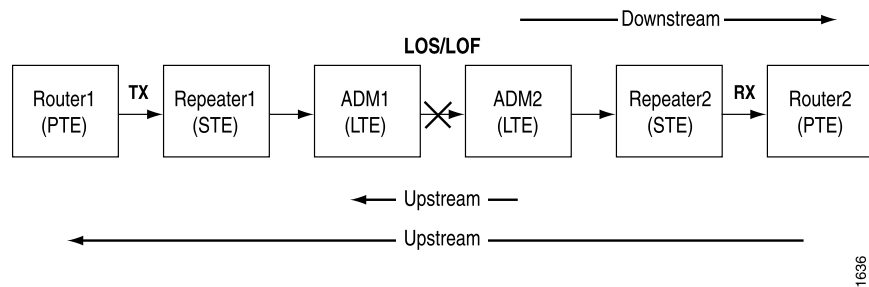 Downstream
LOS/LOF
Router1
(PTE)
TX
Repeater1
(STE)
ADM1
(LTE)
ADM2
(LTE)
Repeater2
(STE)
RX
Router2
(PTE)
Upstream
Upstream
1636